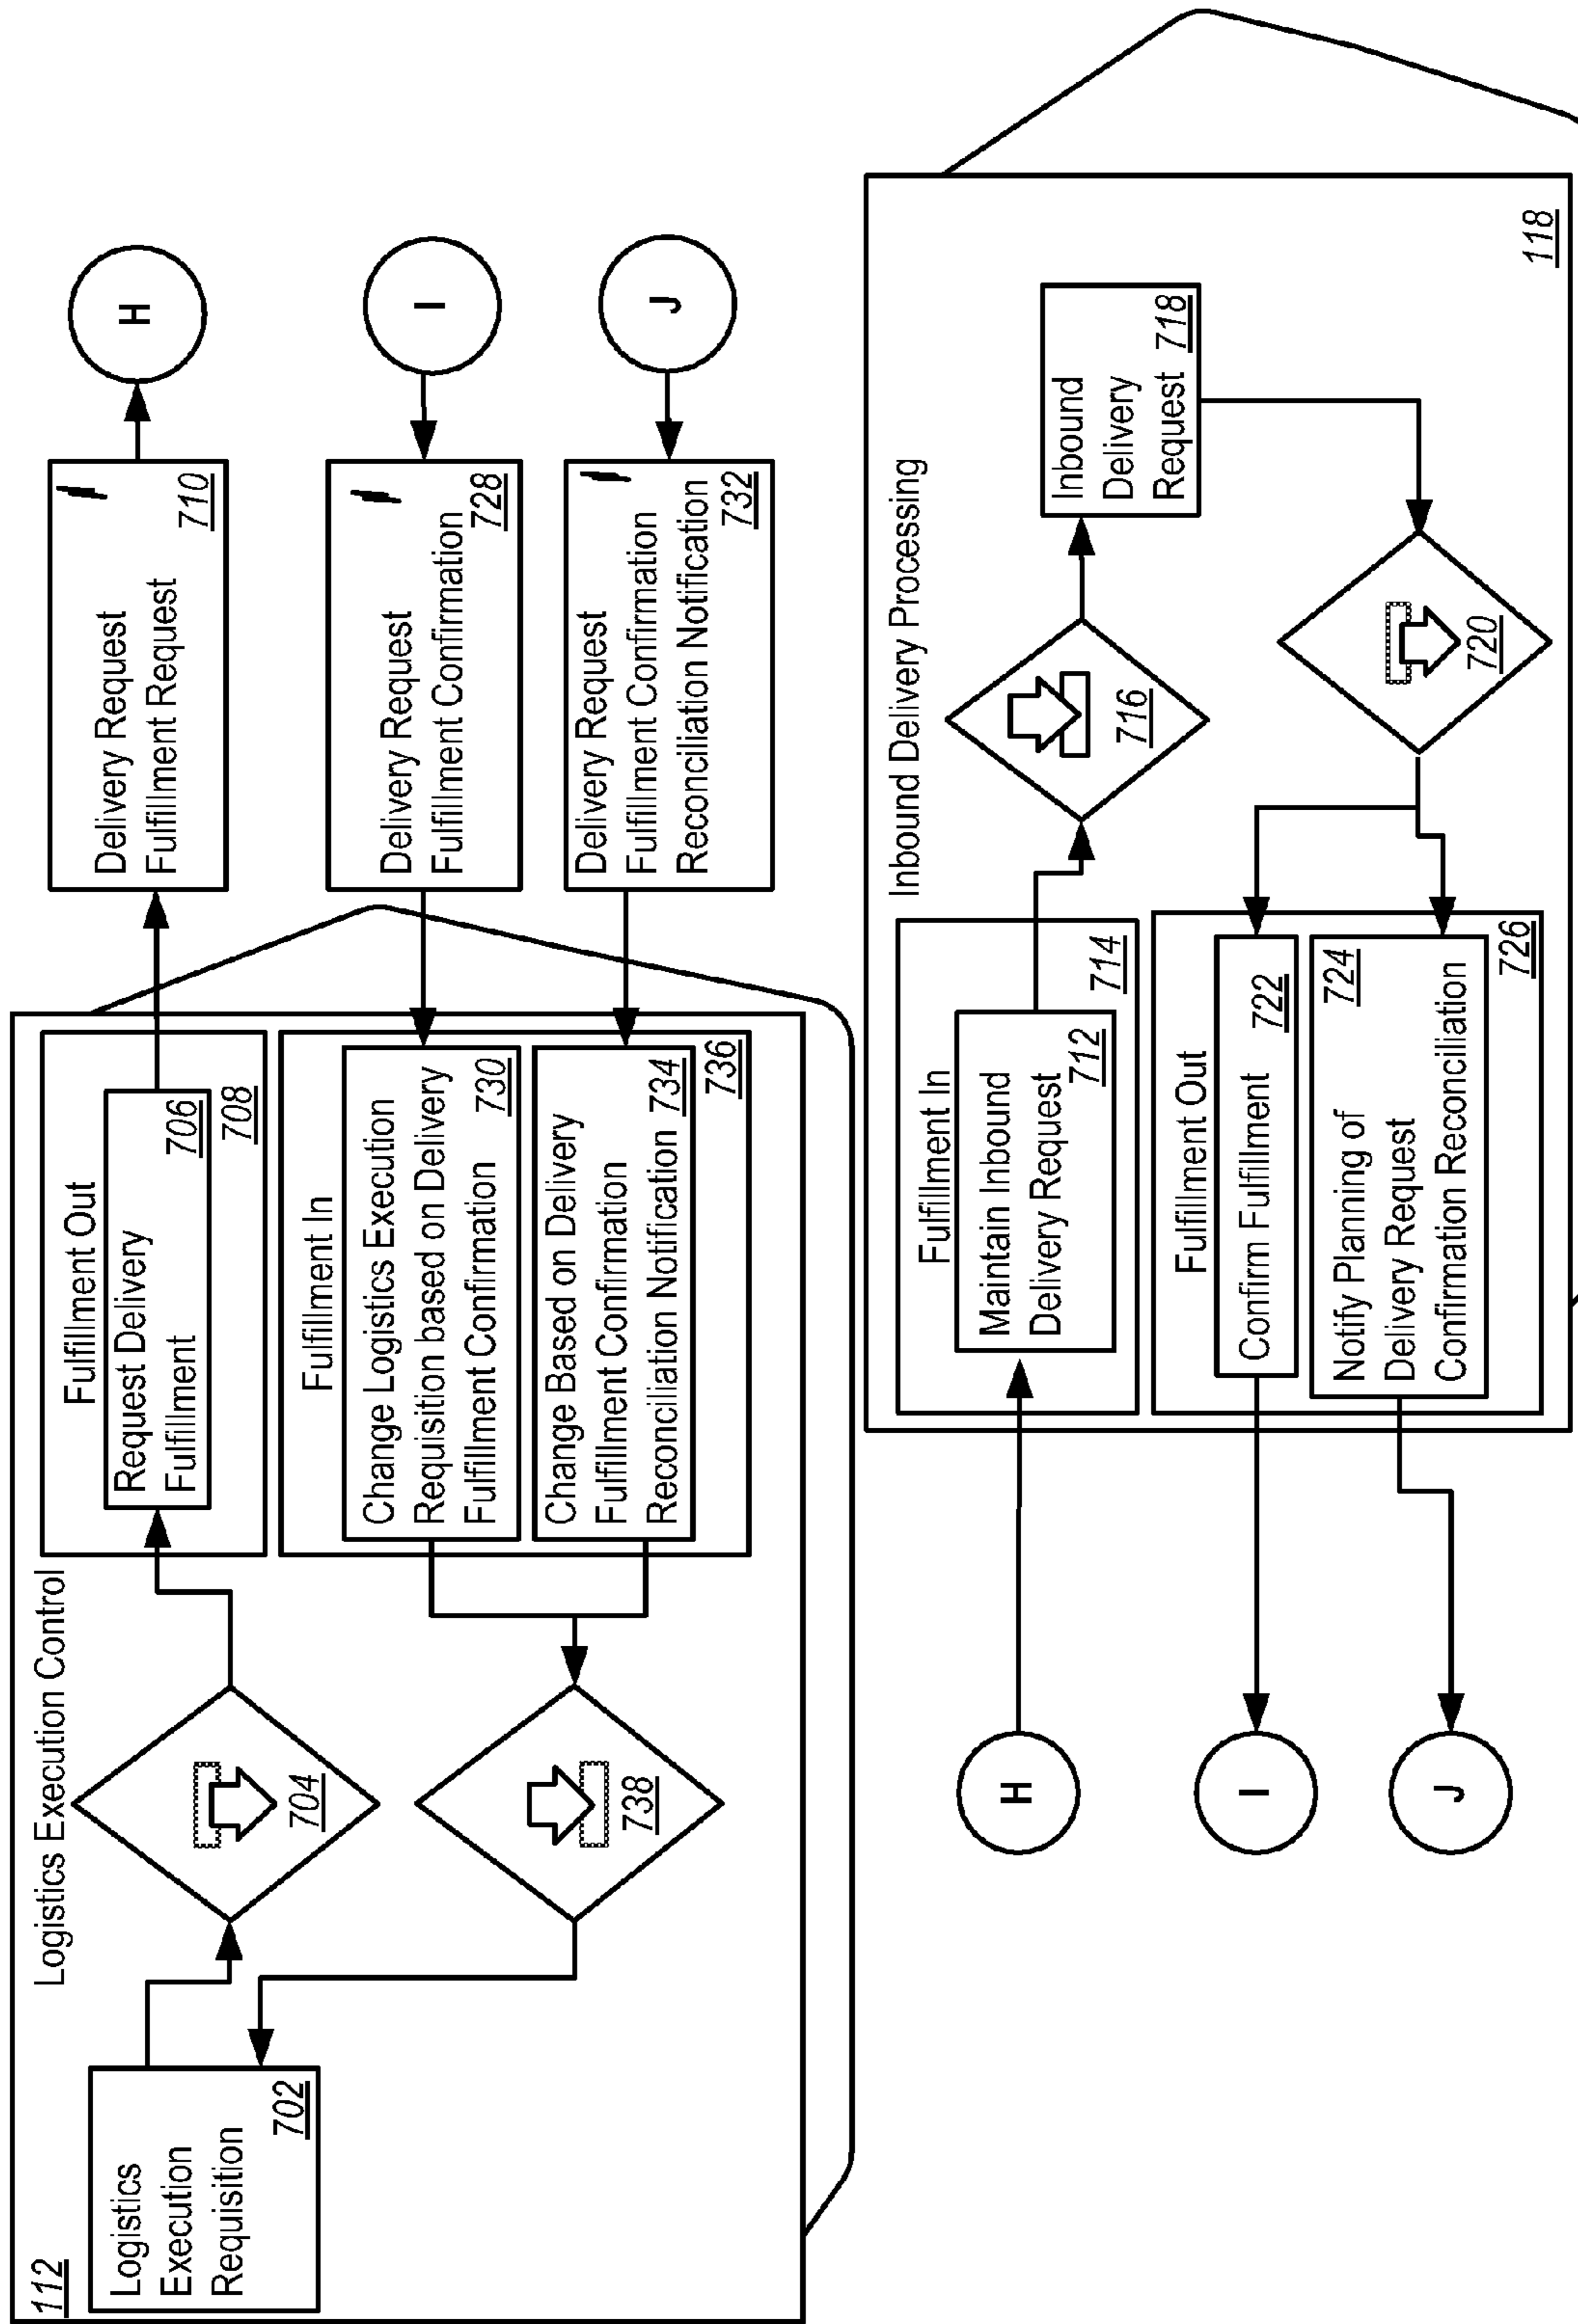 112
Logistics Execution Control
Logistics
Execution
Requisition
702
704
Fulfillment Out
Request Delivery
Fulfillment
706
708
Delivery Request
Fulfillment Request
710
H
Fulfillment In
Change Logistics Execution
Requisition based on Delivery
Fulfillment Confirmation 730
Change Based on Delivery
Fulfillment Confirmation
Reconciliation Notification 734
736
738
Delivery Request
Fulfillment Confirmation
728
I
Delivery Request
Fulfillment Confirmation
Reconciliation Notification
732
J
Inbound Delivery Processing
H
Fulfillment In
Maintain Inbound
Delivery Request
712
714
716
Inbound
Delivery
Request 718
720
I
J
Fulfillment Out
Confirm Fulfillment 722
Notify Planning of 724
Delivery Request
Confirmation Reconciliation
726
118